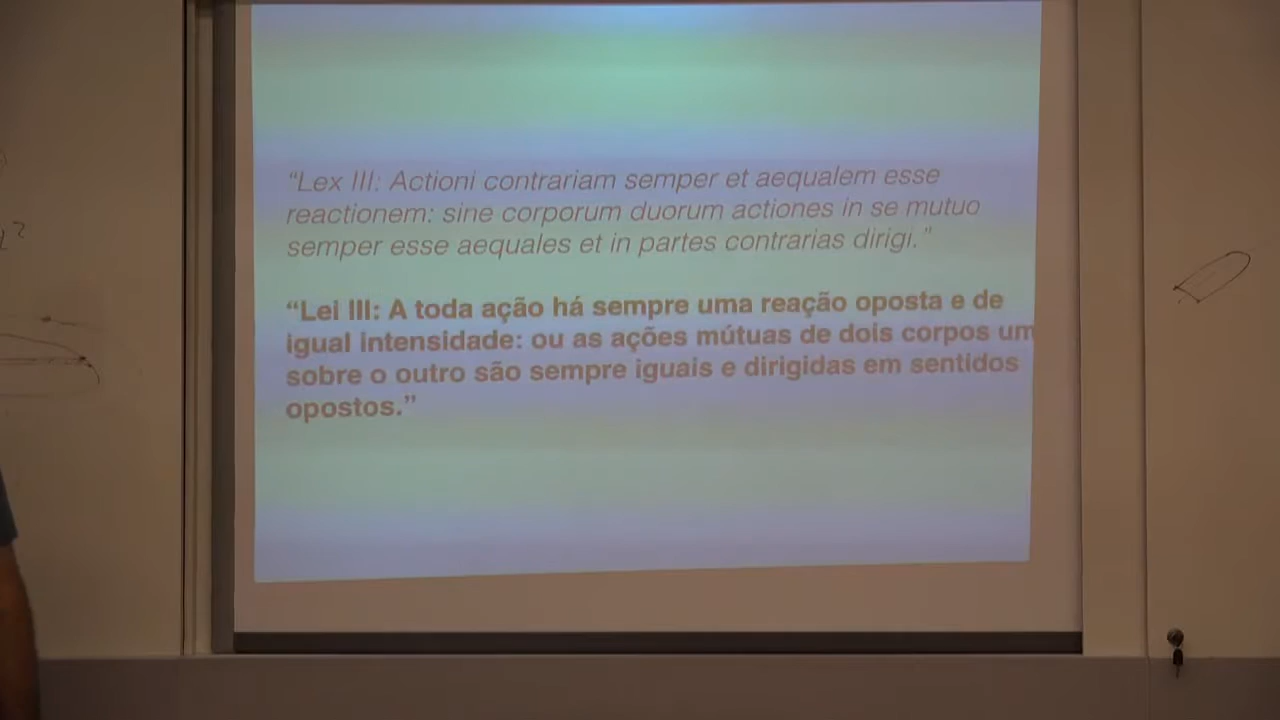 “Lex III: Actioni contrariam semper et aequalem esse
reactionem: sine corporum duorum actiones in se mutuo
semper esse aequales et in partes contrarias dirigi.”
“Lei III: A toda ação há sempre uma reação oposta e de
igual intensidade: ou as ações mútuas de dois corpos um
sobre o outro são sempre iguais e dirigidas em sentidos
opostos.”